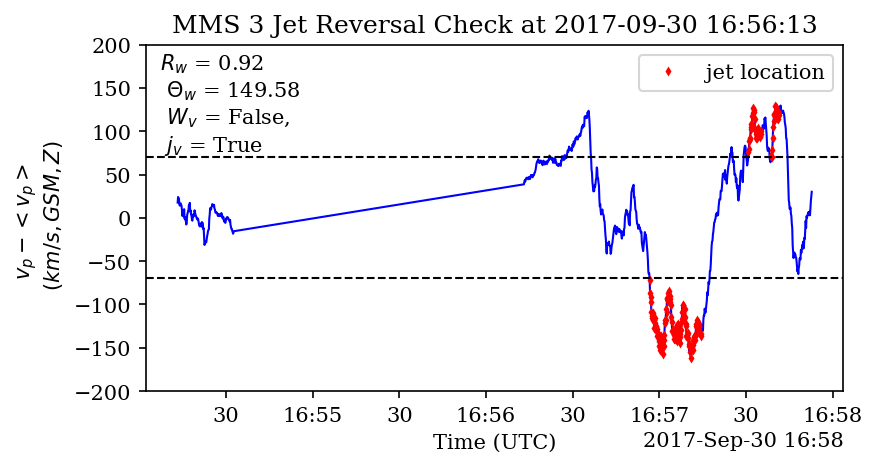 MMS 3 Jet Reversal Check at 2017-09-30 16:56:13
R_w = 0.92
Θ_w = 149.58
W_v = False,
j_v = True
jet location
200
150
100
50
0
−50
−100
−150
−200
v_p − < v_p >
(km/s, GSM, Z)
30 16:55 30 16:56 30 16:57 30 16:58
Time (UTC)
2017-Sep-30 16:58